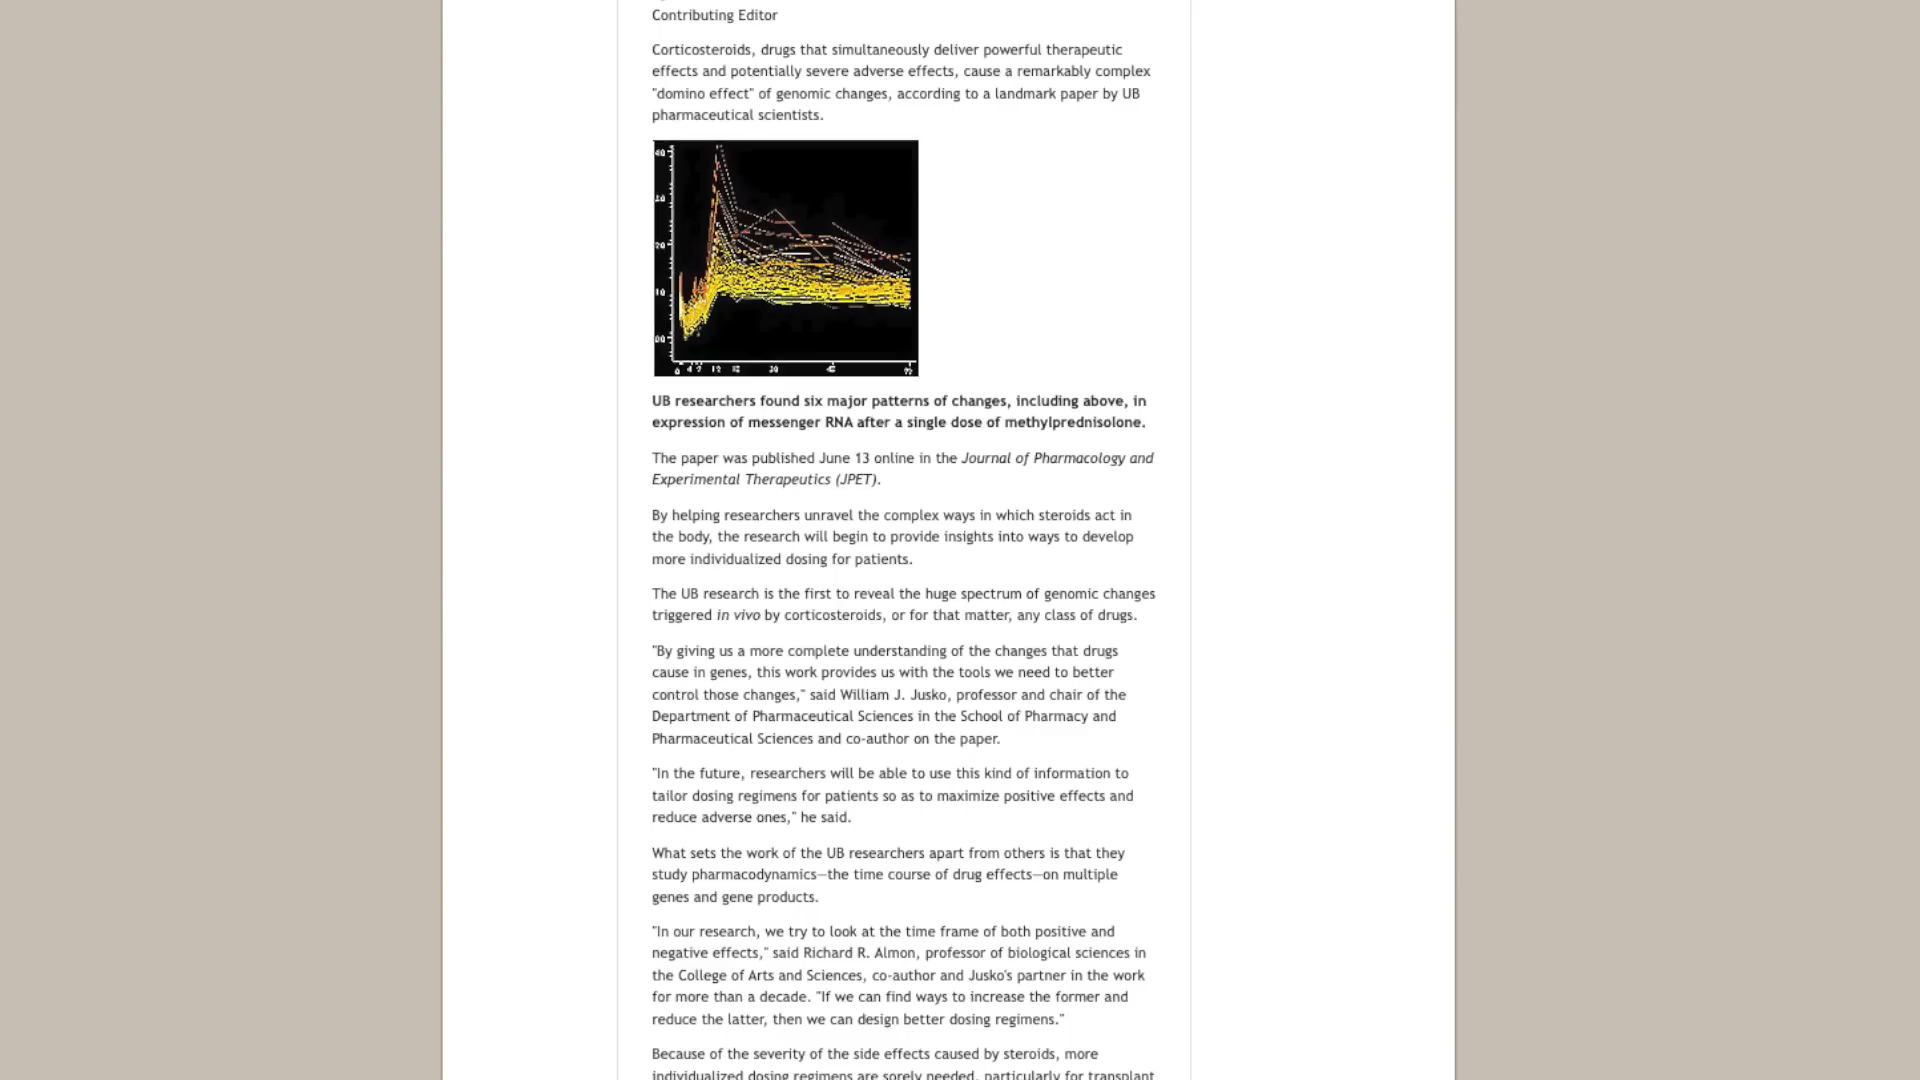 Contributing Editor
Corticosteroids, drugs that simultaneously deliver powerful therapeutic
effects and potentially severe adverse effects, cause a remarkably complex
"domino effect" of genomic changes, according to a landmark paper by UB
pharmaceutical scientists.
40
20
10
00
0 4 12 18 30 48 72
UB researchers found six major patterns of changes, including above, in
expression of messenger RNA after a single dose of methylprednisolone.
The paper was published June 13 online in the Journal of Pharmacology and
Experimental Therapeutics (JPET).
By helping researchers unravel the complex ways in which steroids act in
the body, the research will begin to provide insights into ways to develop
more individualized dosing for patients.
The UB research is the first to reveal the huge spectrum of genomic changes
triggered in vivo by corticosteroids, or for that matter, any class of drugs.
"By giving us a more complete understanding of the changes that drugs
cause in genes, this work provides us with the tools we need to better
control those changes," said William J. Jusko, professor and chair of the
Department of Pharmaceutical Sciences in the School of Pharmacy and
Pharmaceutical Sciences and co-author on the paper.
"In the future, researchers will be able to use this kind of information to
tailor dosing regimens for patients so as to maximize positive effects and
reduce adverse ones," he said.
What sets the work of the UB researchers apart from others is that they
study pharmacodynamics—the time course of drug effects—on multiple
genes and gene products.
"In our research, we try to look at the time frame of both positive and
negative effects," said Richard R. Almon, professor of biological sciences in
the College of Arts and Sciences, co-author and Jusko's partner in the work
for more than a decade. "If we can find ways to increase the former and
reduce the latter, then we can design better dosing regimens."
Because of the severity of the side effects caused by steroids, more
individualized dosing regimens are sorely needed, particularly for transplant